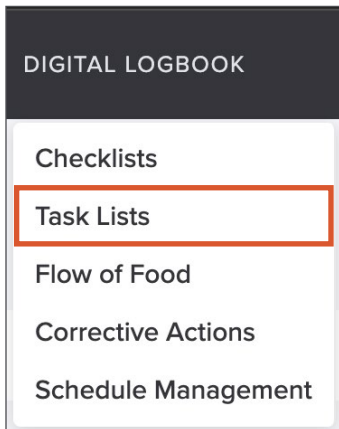 DIGITAL LOGBOOK
Checklists
Task Lists
Flow of Food
Corrective Actions
Schedule Management